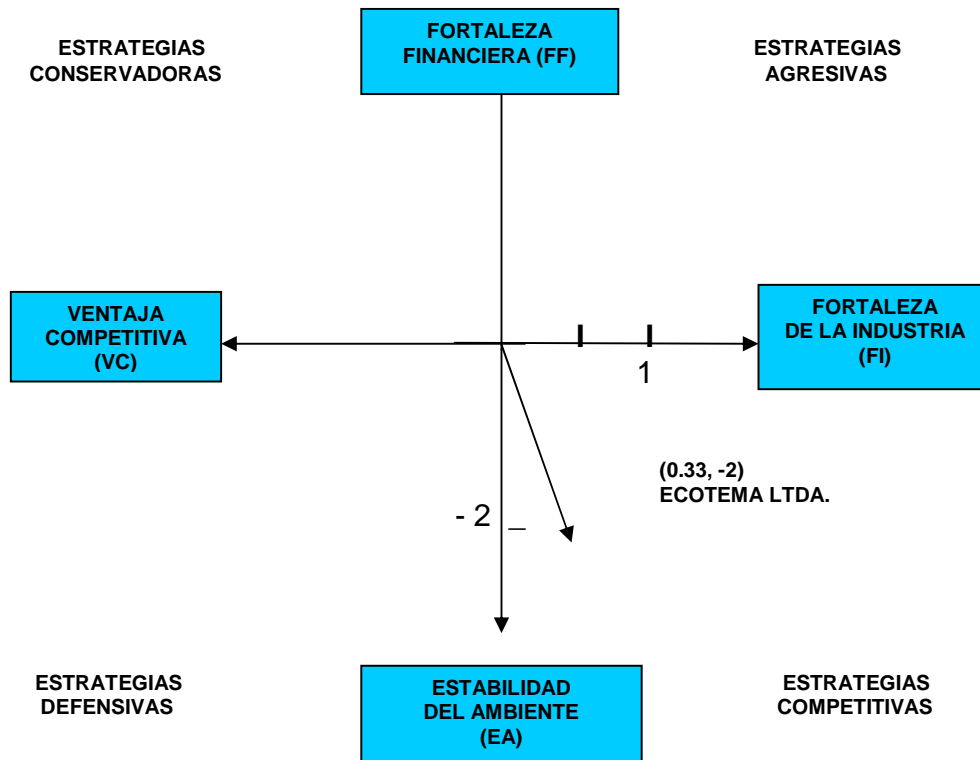 ESTRATEGIAS
CONSERVADORAS
FORTALEZA
FINANCIERA (FF)
ESTRATEGIAS
AGRESIVAS
VENTAJA
COMPETITIVA
(VC)
FORTALEZA
DE LA INDUSTRIA
(FI)
1
(0.33, -2)
ECOTEMA LTDA.
- 2 _
ESTRATEGIAS
DEFENSIVAS
ESTABILIDAD
DEL AMBIENTE
(EA)
ESTRATEGIAS
COMPETITIVAS